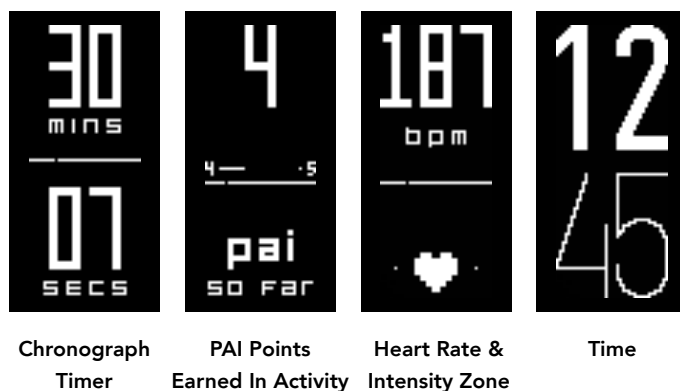 30
mins
07
secs
4
4 5
pai
so far
187
bpm
12
45
Chronograph
Timer
PAI Points
Earned In Activity
Heart Rate &
Intensity Zone
Time